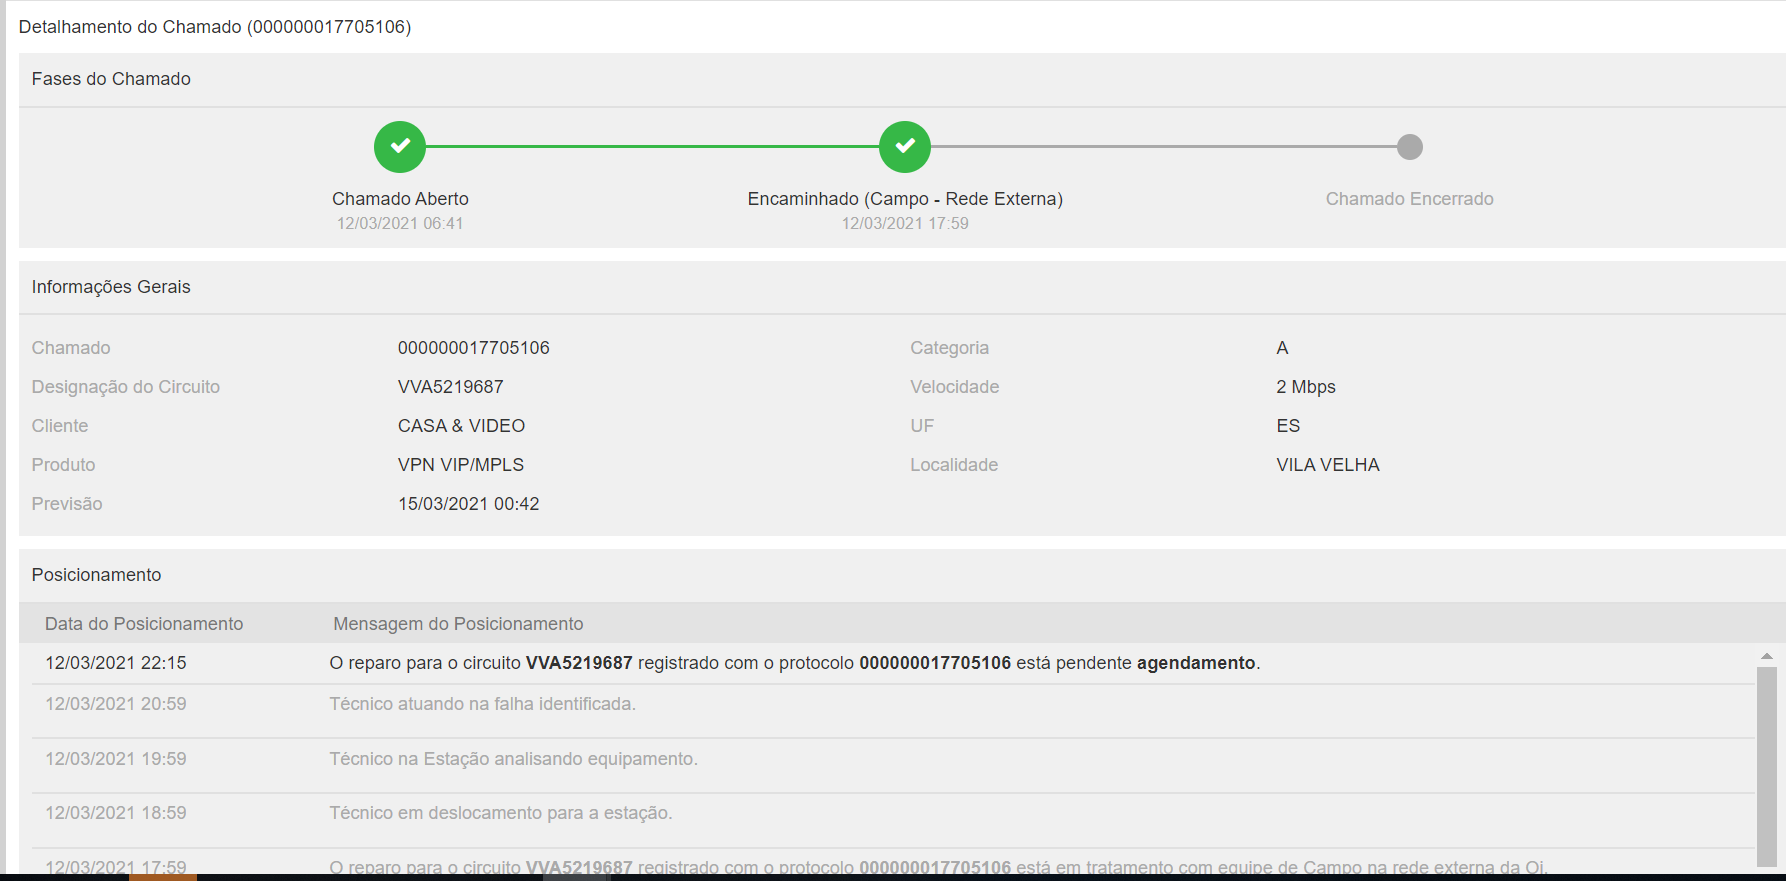 Detalhamento do Chamado (000000017705106)
Fases do Chamado
Chamado Aberto
12/03/2021 06:41
Encaminhado (Campo - Rede Externa)
12/03/2021 17:59
Chamado Encerrado
Informações Gerais
Chamado 000000017705106 Categoria A
Designação do Circuito VVA5219687 Velocidade 2 Mbps
Cliente CASA & VIDEO UF ES
Produto VPN VIP/MPLS Localidade VILA VELHA
Previsão 15/03/2021 00:42
Posicionamento
Data do Posicionamento Mensagem do Posicionamento
12/03/2021 22:15 O reparo para o circuito VVA5219687 registrado com o protocolo 000000017705106 está pendente agendamento.
12/03/2021 20:59 Técnico atuando na falha identificada.
12/03/2021 19:59 Técnico na Estação analisando equipamento.
12/03/2021 18:59 Técnico em deslocamento para a estação.
12/03/2021 17:59 O reparo para o circuito VVA5219687 registrado com o protocolo 000000017705106 está em tratamento com equipe de Campo na rede externa da Oi.